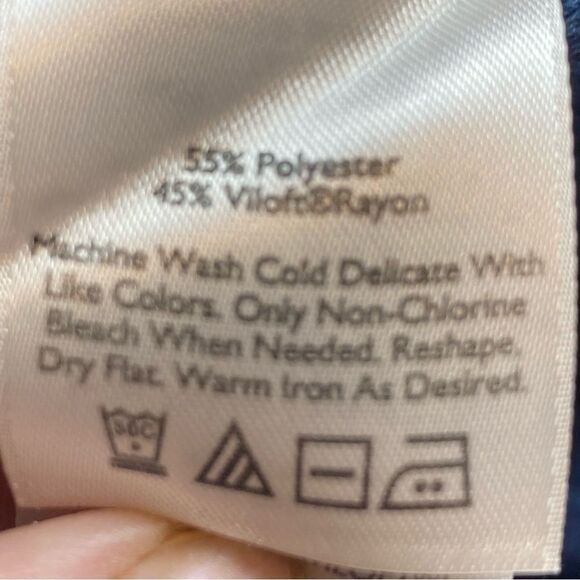 55% Polyester
45% Viloft®Rayon
Machine Wash Cold Delicate With
Like Colors. Only Non-Chlorine
Bleach When Needed. Reshape,
Dry Flat. Warm Iron As Desired.